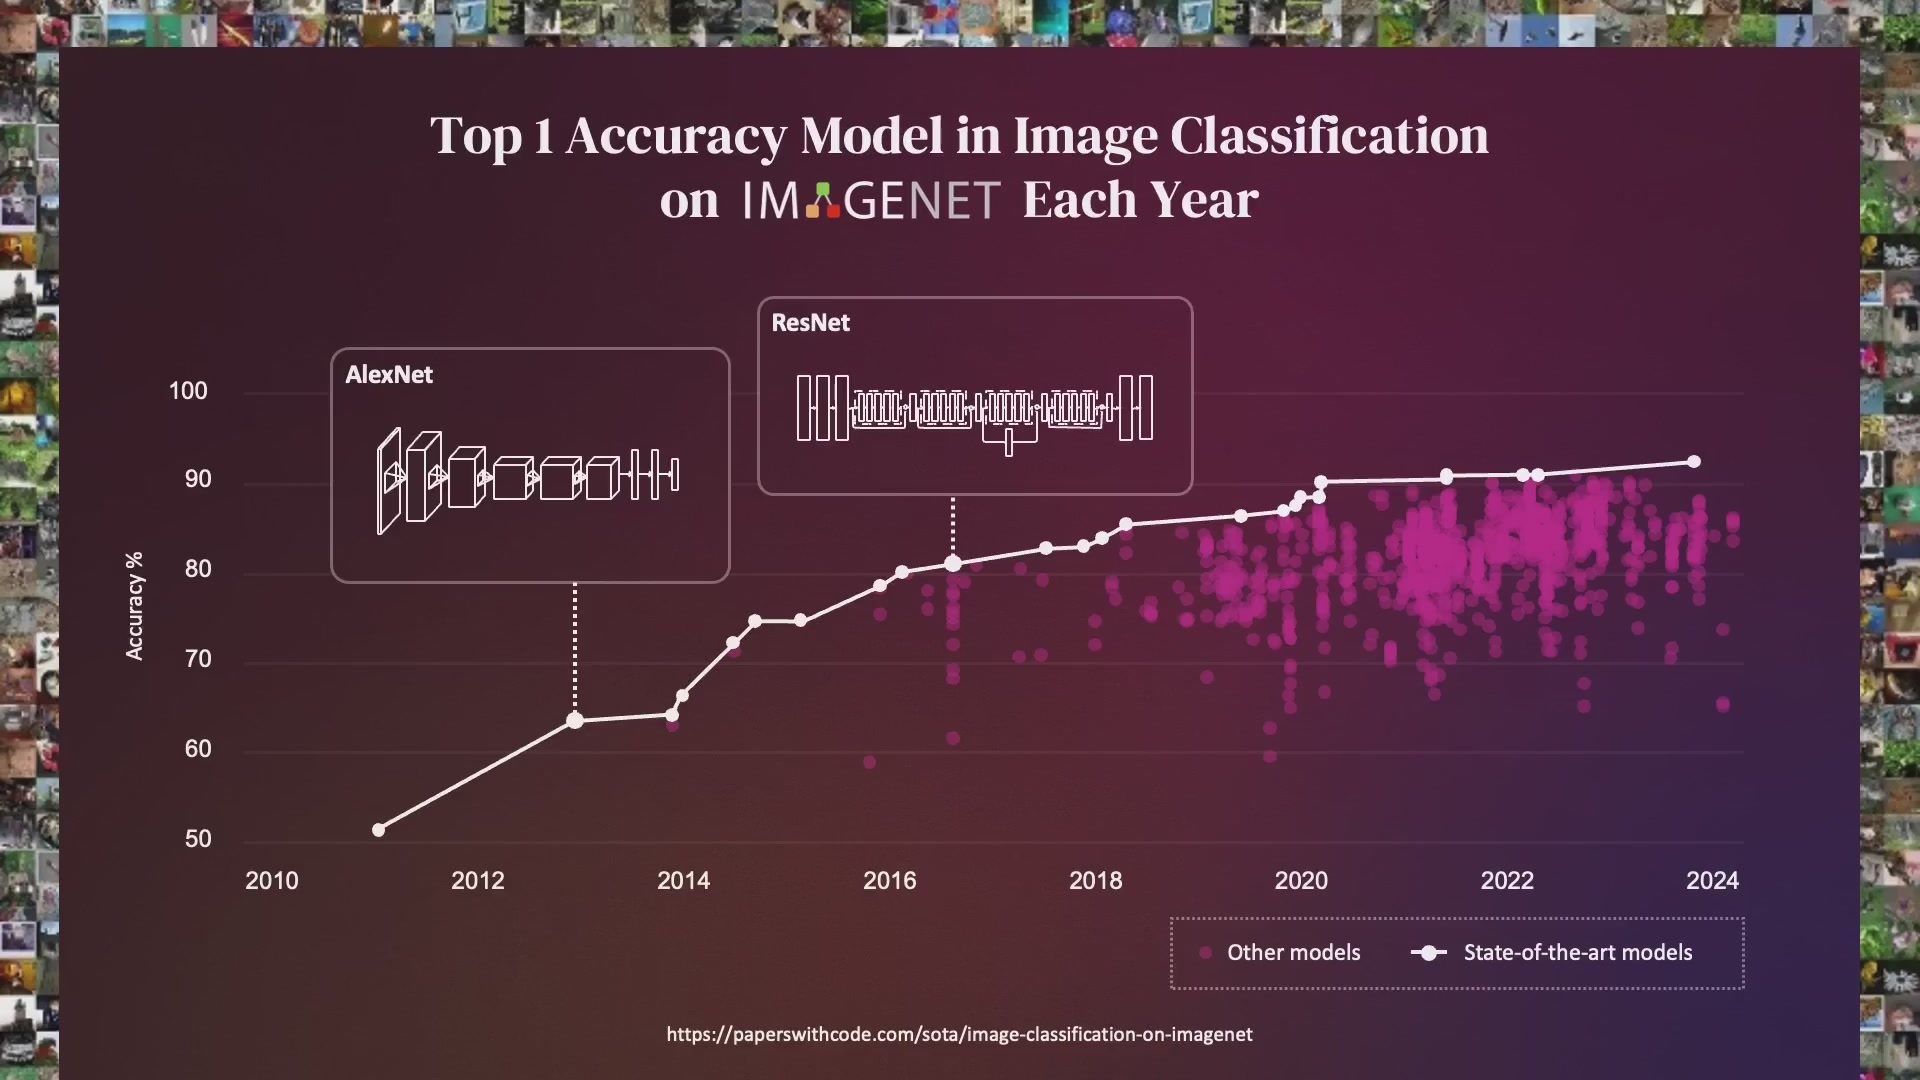 Top 1 Accuracy Model in Image Classification
on IMAGENET Each Year
ResNet
AlexNet
100
90
80
70
60
50
Accuracy %
2010 2012 2014 2016 2018 2020 2022 2024
Other models State-of-the-art models
https://paperswithcode.com/sota/image-classification-on-imagenet